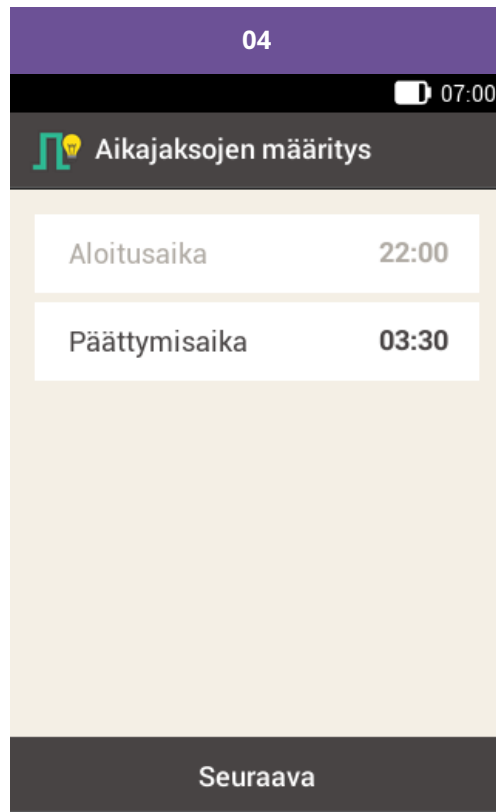 04
07:00
Aikajaksojen määritys
Aloitusaika 22:00
Päättymisaika 03:30
Seuraava